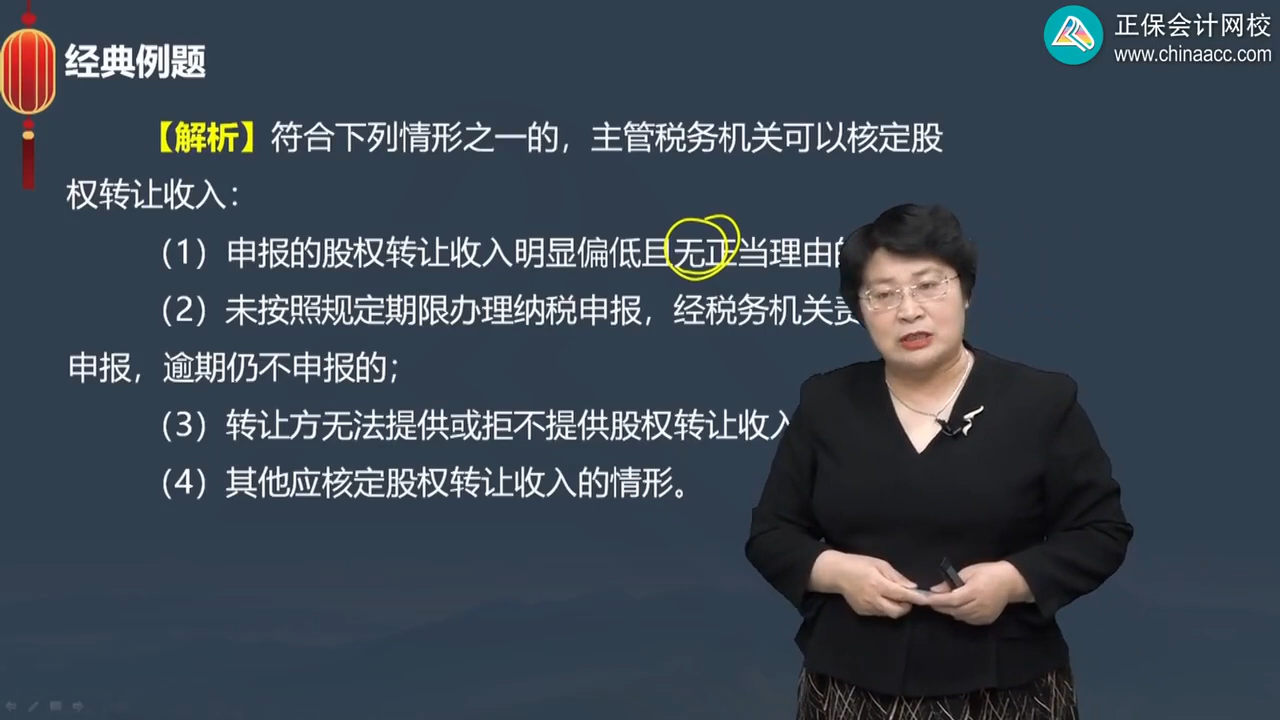 正保会计网校
www.chinaacc.com
经典例题
【解析】符合下列情形之一的，主管税务机关可以核定股
权转让收入：
（1）申报的股权转让收入明显偏低且无正当理由的
（2）未按照规定期限办理纳税申报，经税务机关责
申报，逾期仍不申报的；
（3）转让方无法提供或拒不提供股权转让收入
（4）其他应核定股权转让收入的情形。